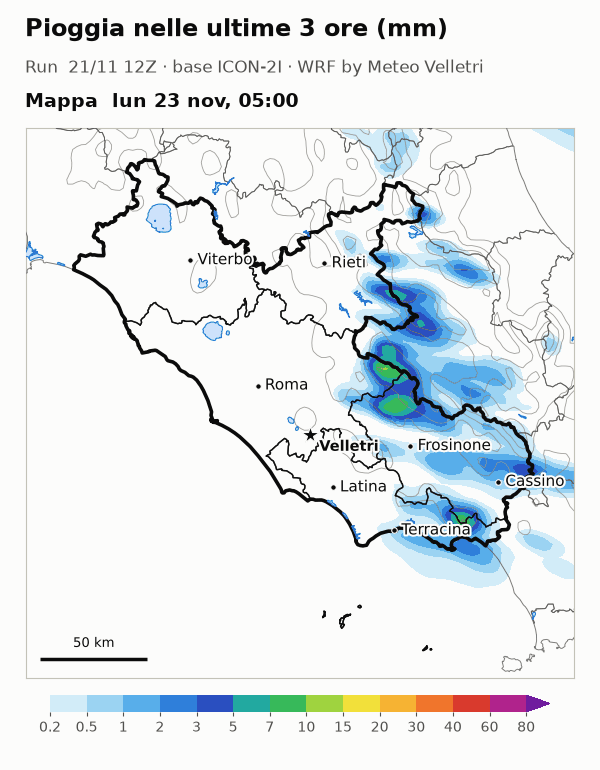 Pioggia nelle ultime 3 ore (mm)
Run 21/11 12Z · base ICON-2I · WRF by Meteo Velletri
Mappa lun 23 nov, 05:00
Viterbo
Rieti
Roma
Velletri
Frosinone
Latina
Cassino
Terracina
50 km
0.2 0.5 1 2 3 5 7 10 15 20 30 40 60 80